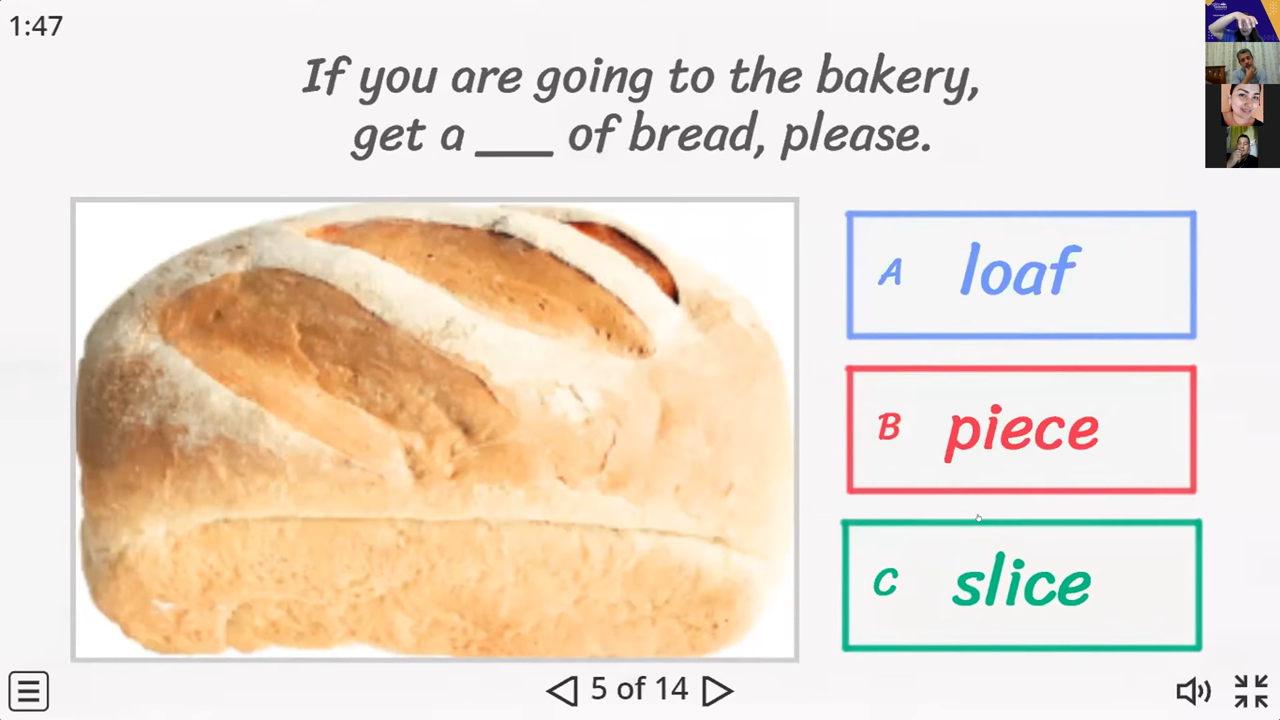 1:47
If you are going to the bakery,
get a ___ of bread, please.
A loaf
B piece
C slice
5 of 14